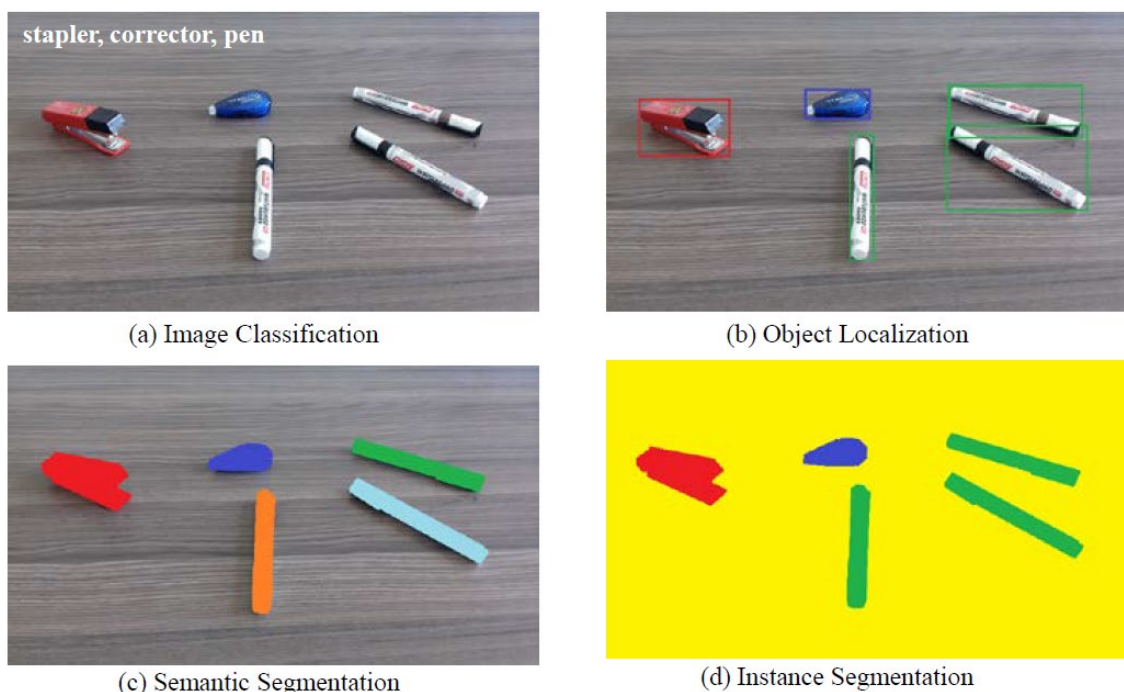 stapler, corrector, pen
(a) Image Classification
(b) Object Localization
(c) Semantic Segmentation
(d) Instance Segmentation